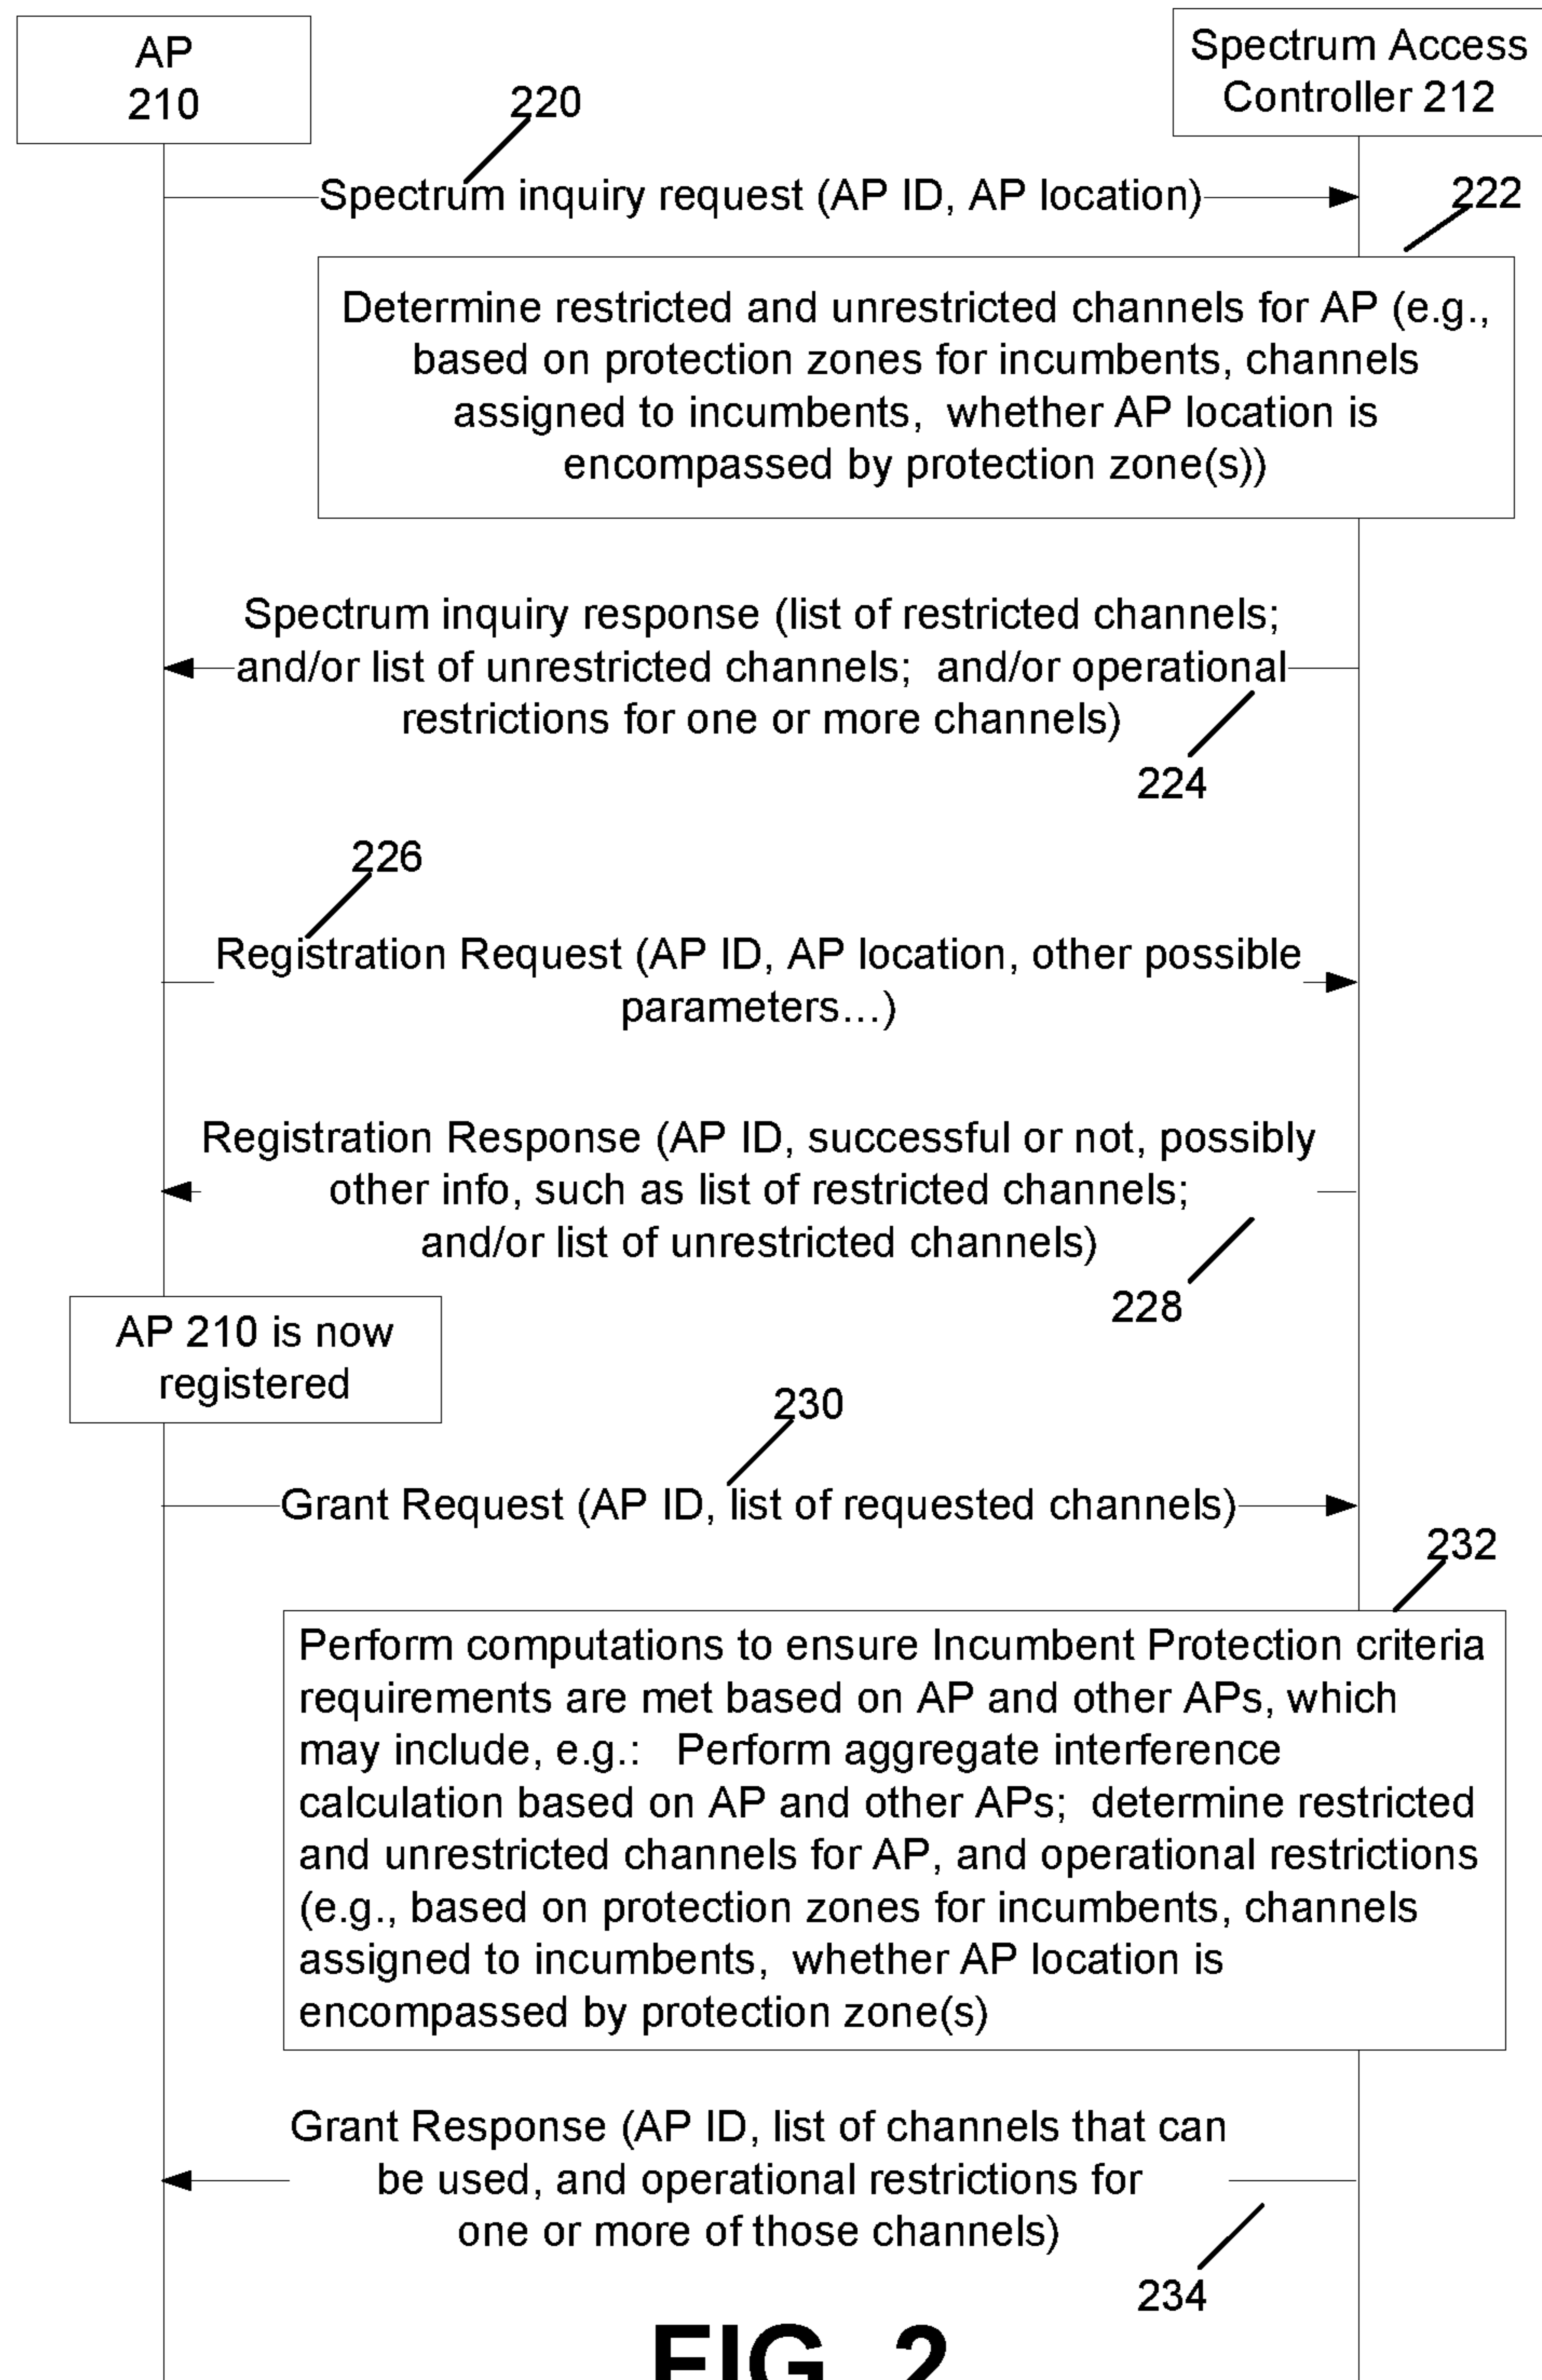 AP
210
Spectrum Access
Controller 212
220
Spectrum inquiry request (AP ID, AP location)
222
Determine restricted and unrestricted channels for AP (e.g.,
based on protection zones for incumbents, channels
assigned to incumbents, whether AP location is
encompassed by protection zone(s))
Spectrum inquiry response (list of restricted channels;
and/or list of unrestricted channels; and/or operational
restrictions for one or more channels)
224
226
Registration Request (AP ID, AP location, other possible
parameters...)
Registration Response (AP ID, successful or not, possibly
other info, such as list of restricted channels;
and/or list of unrestricted channels)
228
AP 210 is now
registered
230
Grant Request (AP ID, list of requested channels)
232
Perform computations to ensure Incumbent Protection criteria
requirements are met based on AP and other APs, which
may include, e.g.: Perform aggregate interference
calculation based on AP and other APs; determine restricted
and unrestricted channels for AP, and operational restrictions
(e.g., based on protection zones for incumbents, channels
assigned to incumbents, whether AP location is
encompassed by protection zone(s)
Grant Response (AP ID, list of channels that can
be used, and operational restrictions for
one or more of those channels)
234
FIG. 2